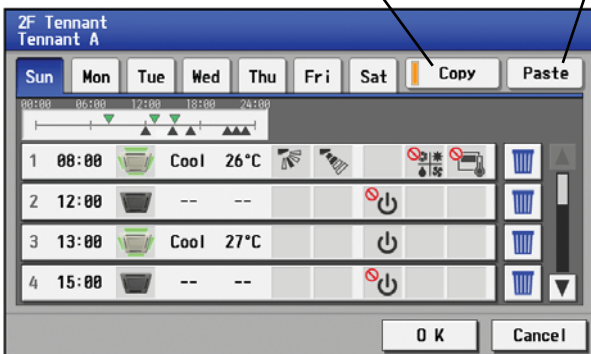 2F Tennant
Tennant A
Sun Mon Tue Wed Thu Fri Sat Copy Paste
00:00 06:00 12:00 18:00 24:00
1 08:00 Cool 26°C
2 12:00 -- --
3 13:00 Cool 27°C
4 15:00 -- --
OK Cancel